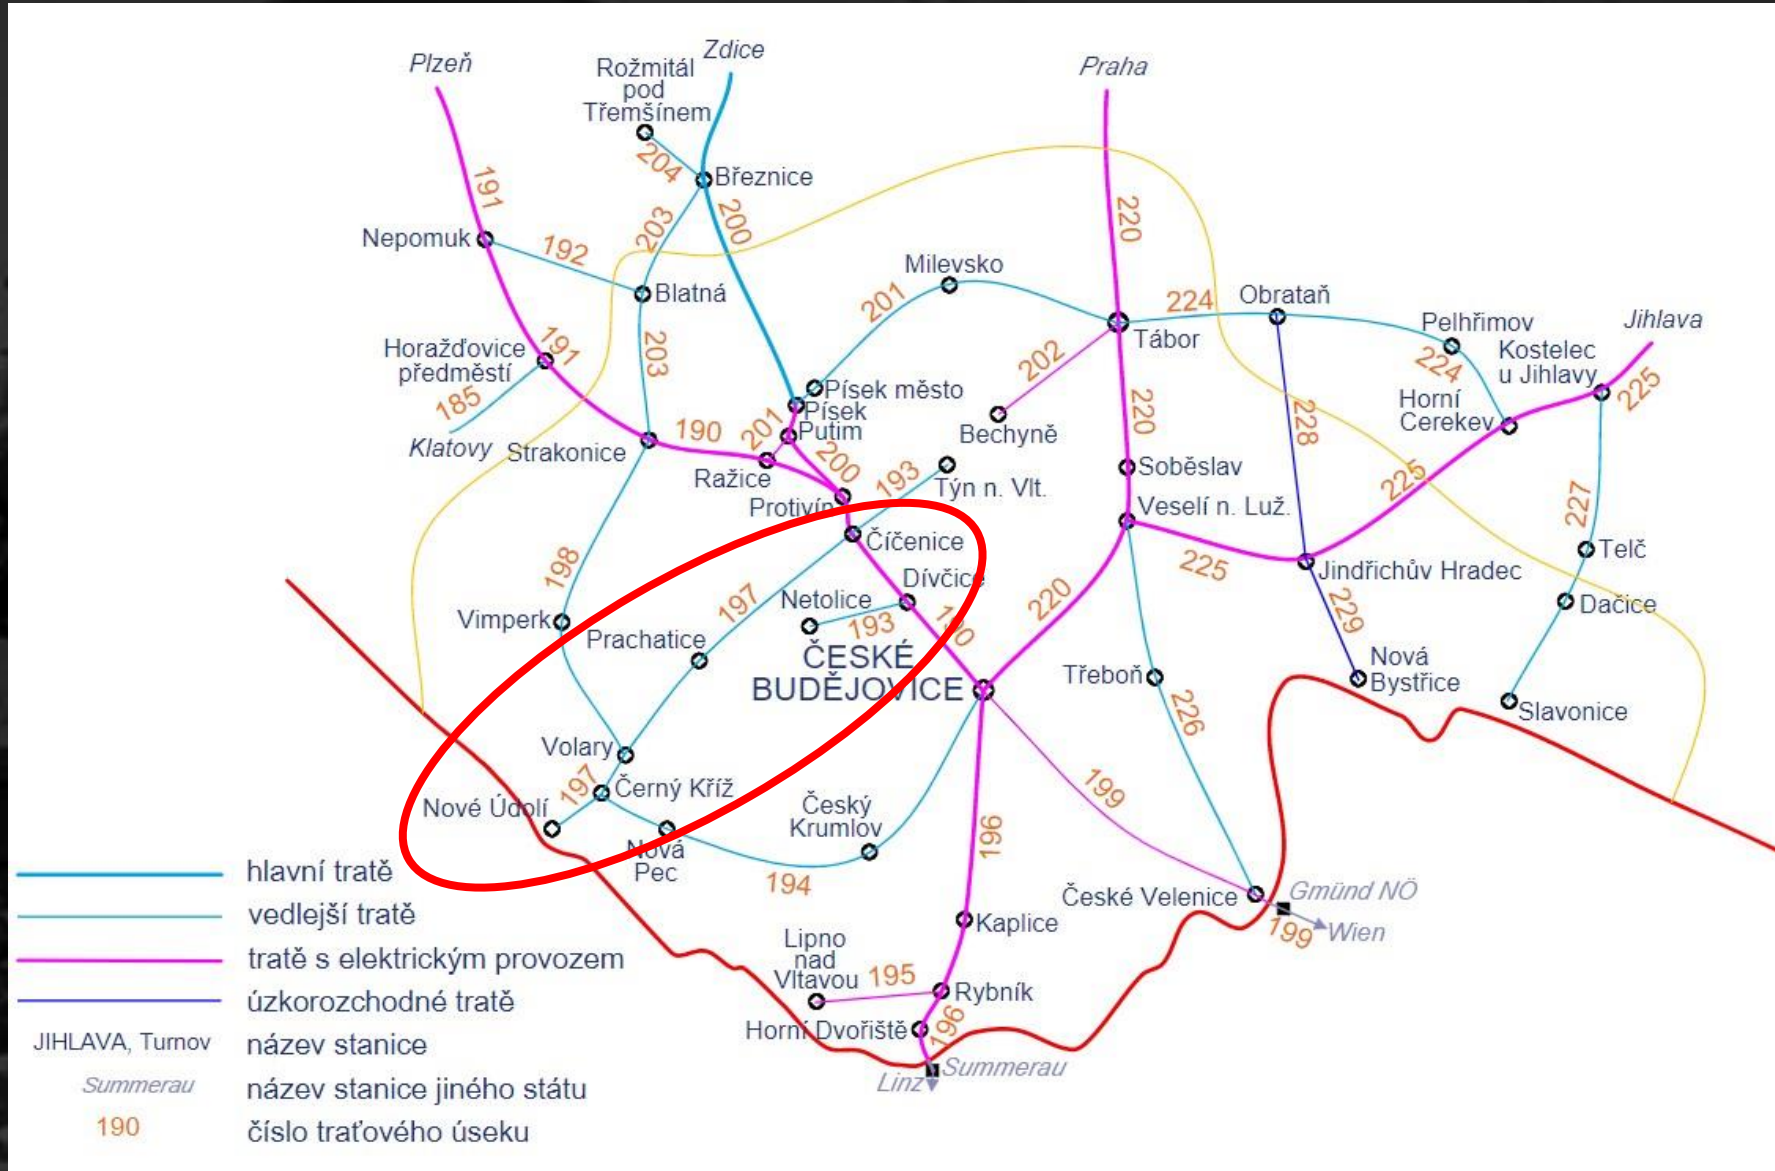 Plzeň
Zdice
Praha
Rožmitál
pod
Třemšínem
204
Březnice
191
203
200
220
Nepomuk
192
Blatná
Milevsko
201
224
Obrataň
Pelhřimov
Jihlava
Tábor
Kostelec
u Jihlavy
224
225
Horažďovice
předměstí
191
203
202
185
Klatovy
Písek město
Písek
Putim
201
190
Strakonice
Ražice
200
Bechyně
220
228
Horní
Cerekev
193
Týn n. Vlt.
Soběslav
225
Protivín
Veselí n. Luž.
227
Číčenice
198
225
Jindřichův Hradec
Telč
Dívčice
Netolice
193
190
197
220
229
Dačice
Vimperk
Prachatice
ČESKÉ
BUDĚJOVICE
Třeboň
Nová
Bystřice
226
Slavonice
Volary
197
Černý Kříž
Nové Údolí
199
Český
Krumlov
196
Nová
Pec
194
České Velenice
Gmünd NÖ
199
Wien
Kaplice
Lipno
nad
Vltavou
195
Rybník
Horní Dvořiště
196
Summerau
Linz
hlavní tratě
vedlejší tratě
tratě s elektrickým provozem
úzkorozchodné tratě
JIHLAVA, Turnov název stanice
Summerau název stanice jiného státu
190 číslo traťového úseku